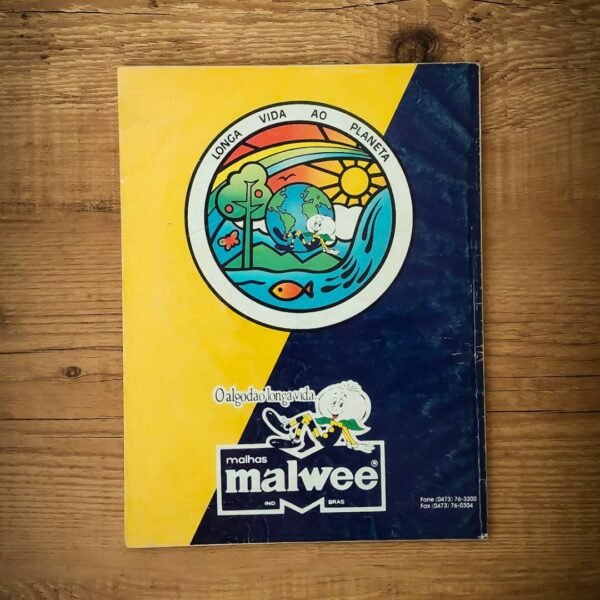 LONGA VIDA AO PLANETA
O algodão longa vida
malhas
malwee®
IND BRAS
Fone (0473) 76-3200
Fax (0473) 76-0304